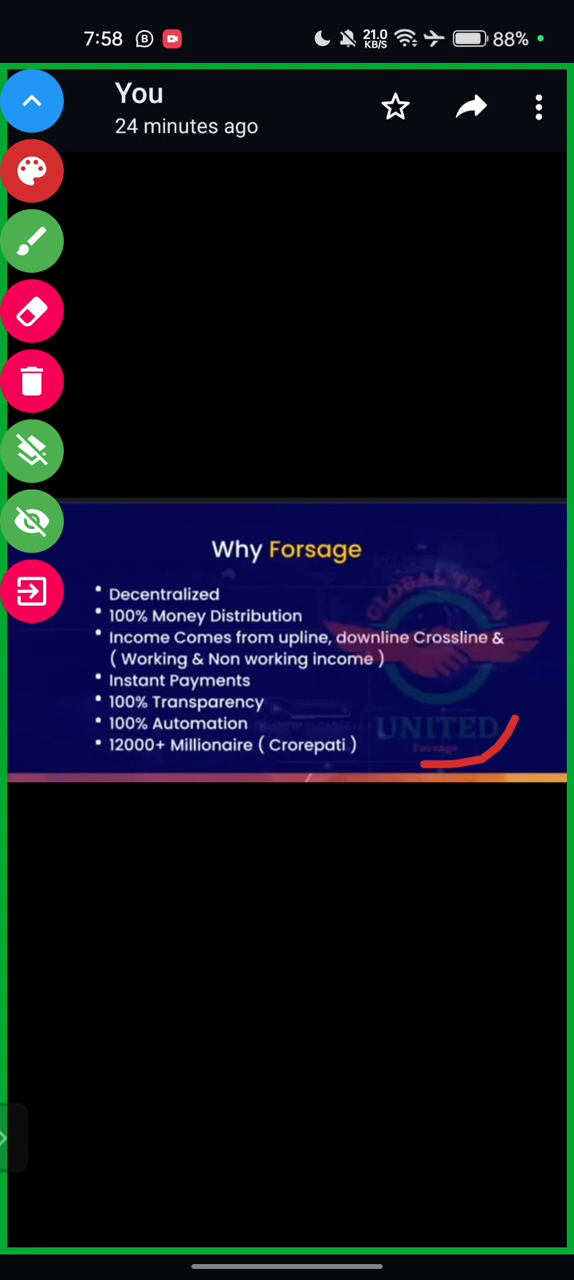 7:58
21.0
KB/S
88%
You
24 minutes ago
GLOBAL TEAM
Why Forsage
• Decentralized
• 100% Money Distribution
• Income Comes from upline, downline Crossline &
( Working & Non working income )
• Instant Payments
• 100% Transparency
• 100% Automation
• 12000+ Millionaire ( Crorepati )
UNITED
Forsage